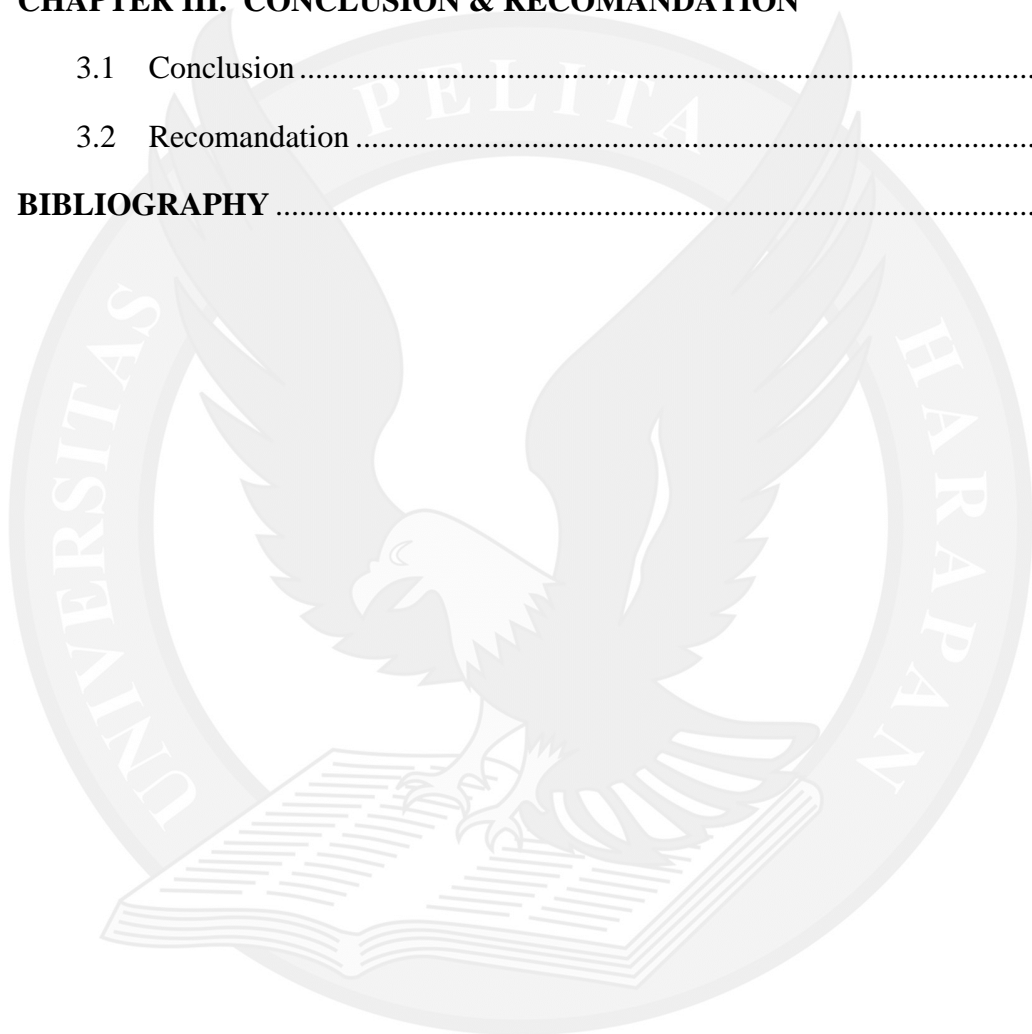 CHAPTER III. CONCLUSION & RECOMANDATION
3.1 Conclusion ....................................................................................................
3.2 Recomandation ............................................................................................
BIBLIOGRAPHY ......................................................................................................
UNIVERSITAS PELITA HARAPAN